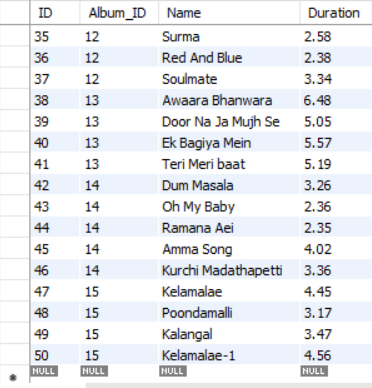 ID Album_ID Name Duration
35 12 Surma 2.58
36 12 Red And Blue 2.38
37 12 Soulmate 3.34
38 13 Awaara Bhanwara 6.48
39 13 Door Na Ja Mujh Se 5.05
40 13 Ek Bagiya Mein 5.57
41 13 Teri Meri baat 5.19
42 14 Dum Masala 3.26
43 14 Oh My Baby 2.36
44 14 Ramana Aei 2.35
45 14 Amma Song 4.02
46 14 Kurchi Madathapetti 3.36
47 15 Kelamalae 4.45
48 15 Poondamalli 3.17
49 15 Kalangal 3.47
50 15 Kelamalae-1 4.56
NULL NULL NULL NULL